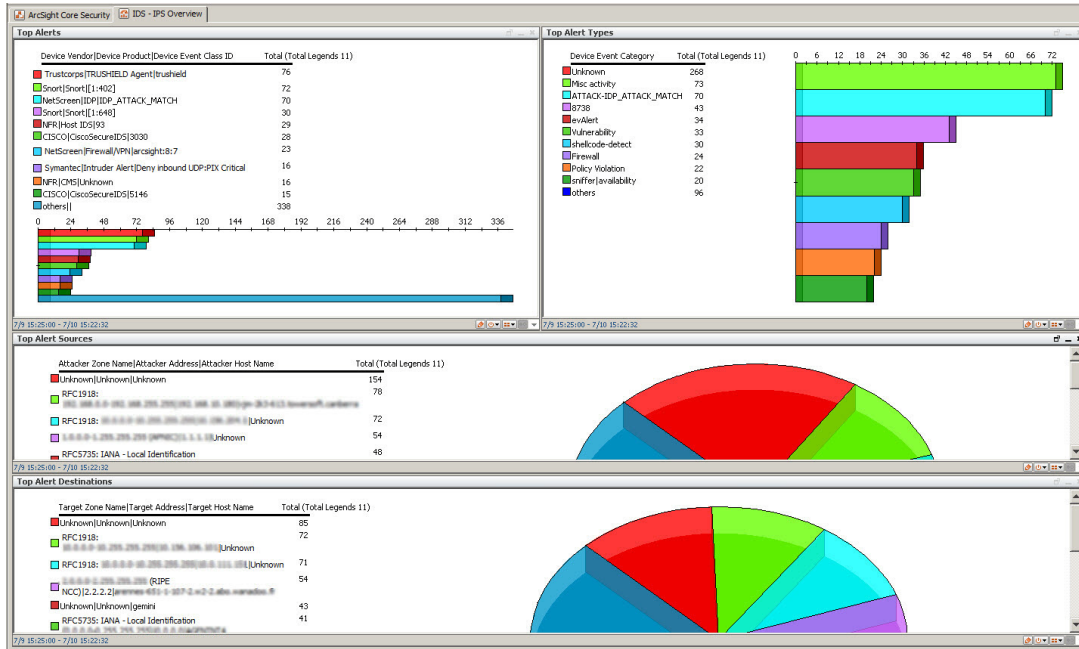 ArcSight Core Security IDS - IPS Overview
Top Alerts
Device Vendor|Device Product|Device Event Class ID Total (Total Legends 11)
Trustcorps|TRUSHIELD Agent|trushield 76
Snort|Snort|[1:402] 72
NetScreen|IDP|IDP_ATTACK_MATCH 70
Snort|Snort|[1:648] 30
NFR|Host IDS|93 29
CISCO|CiscoSecureIDS|3030 28
NetScreen|Firewall/VPN|arcsight:8:7 23
Symantec|Intruder Alert|Deny inbound UDP:PIX Critical 16
NFR|CMS|Unknown 16
CISCO|CiscoSecureIDS|5146 15
others|| 338
0 24 48 72 96 120 144 168 192 216 240 264 288 312 336
7/9 15:25:00 - 7/10 15:22:32
Top Alert Types
Device Event Category Total (Total Legends 11)
Unknown 268
Misc activity 73
ATTACK-IDP_ATTACK_MATCH 70
8738 43
evAlert 34
Vulnerability 33
shellcode-detect 30
Firewall 24
Policy Violation 22
sniffer|availability 20
others 96
0 6 12 18 24 30 36 42 48 54 60 66 72
7/9 15:25:00 - 7/10 15:22:32
Top Alert Sources
Attacker Zone Name|Attacker Address|Attacker Host Name Total (Total Legends 11)
Unknown|Unknown|Unknown 154
RFC1918: 78
RFC1918: |Unknown 72
Unknown 54
RFC5735: IANA - Local Identification 48
7/9 15:25:00 - 7/10 15:22:32
Top Alert Destinations
Target Zone Name|Target Address|Target Host Name Total (Total Legends 11)
Unknown|Unknown|Unknown 85
RFC1918: 72
|Unknown
RFC1918: |Unknown 71
(RIPE 54
NCC)|2.2.2.2|
Unknown|Unknown|gemini 43
RFC5735: IANA - Local Identification 41
7/9 15:25:00 - 7/10 15:22:32